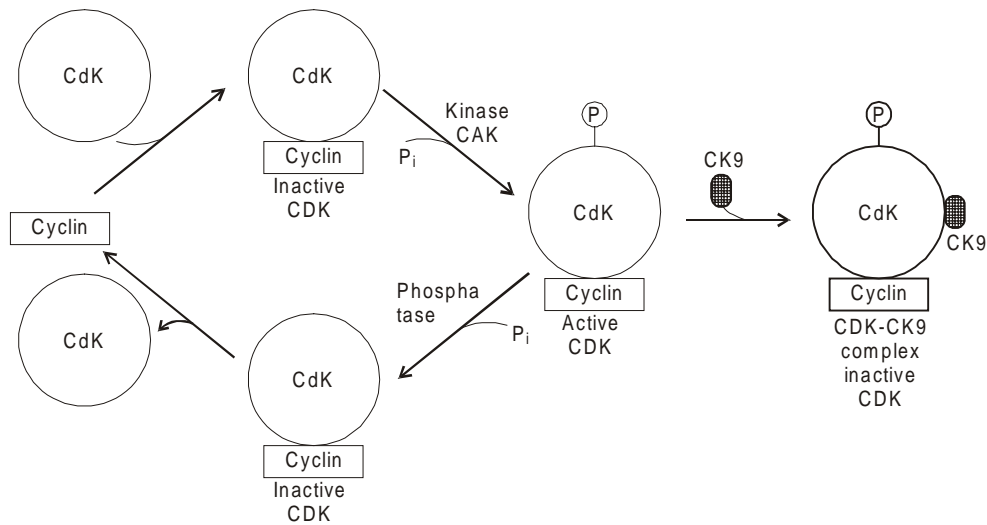 CdK
CdK
Cyclin
Inactive
CDK
Kinase
CAK
Pi
Cyclin
CdK
P
CdK
Cyclin
Active
CDK
Phospha
tase
Pi
CdK
Cyclin
Inactive
CDK
CK9
P
CdK
CK9
Cyclin
CDK-CK9
complex
inactive
CDK